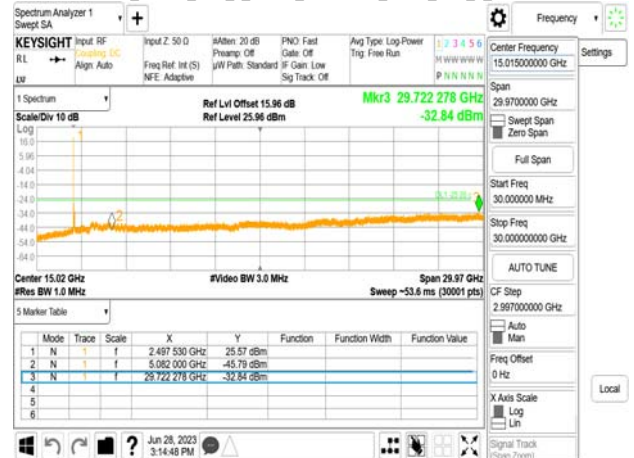 Spectrum Analyzer 1
Swept SA
+
Frequency
KEYSIGHT
RL
Input: RF
Coupling: DC
Align: Auto
Input Z: 50 Ω
Freq Ref: Int (S)
NFE: Adaptive
#Atten: 20 dB
Preamp: Off
µW Path: Standard
PNO: Fast
Gate: Off
IF Gain: Low
Sig Track: Off
Avg Type: Log-Power
Trig: Free Run
1 2 3 4 5 6
M W W W W W
P N N N N N
1 Spectrum
Scale/Div 10 dB
Ref Lvl Offset 15.96 dB
Ref Level 25.96 dBm
Mkr3 29.722 278 GHz
-32.84 dBm
Log
16.0
5.96
-4.04
-14.0
-24.0
-34.0
-44.0
-54.0
-64.0
1
2
Center 15.02 GHz
#Video BW 3.0 MHz
Span 29.97 GHz
#Res BW 1.0 MHz
Sweep ~53.6 ms (30001 pts)
5 Marker Table
Mode Trace Scale X Y Function Function Width Function Value
1 N 1 f 2.497 530 GHz 25.57 dBm
2 N 1 f 5.082 000 GHz -45.79 dBm
3 N 1 f 29.722 278 GHz -32.84 dBm
4
5
6
?
Jun 28, 2023
3:14:48 PM
Center Frequency
15.015000000 GHz
Settings
Span
29.9700000 GHz
Swept Span
Zero Span
Full Span
Start Freq
30.000000 MHz
Stop Freq
30.000000000 GHz
AUTO TUNE
CF Step
2.997000000 GHz
Auto
Man
Freq Offset
0 Hz
X Axis Scale
Log
Lin
Local
Signal Track
(Span Zoom)